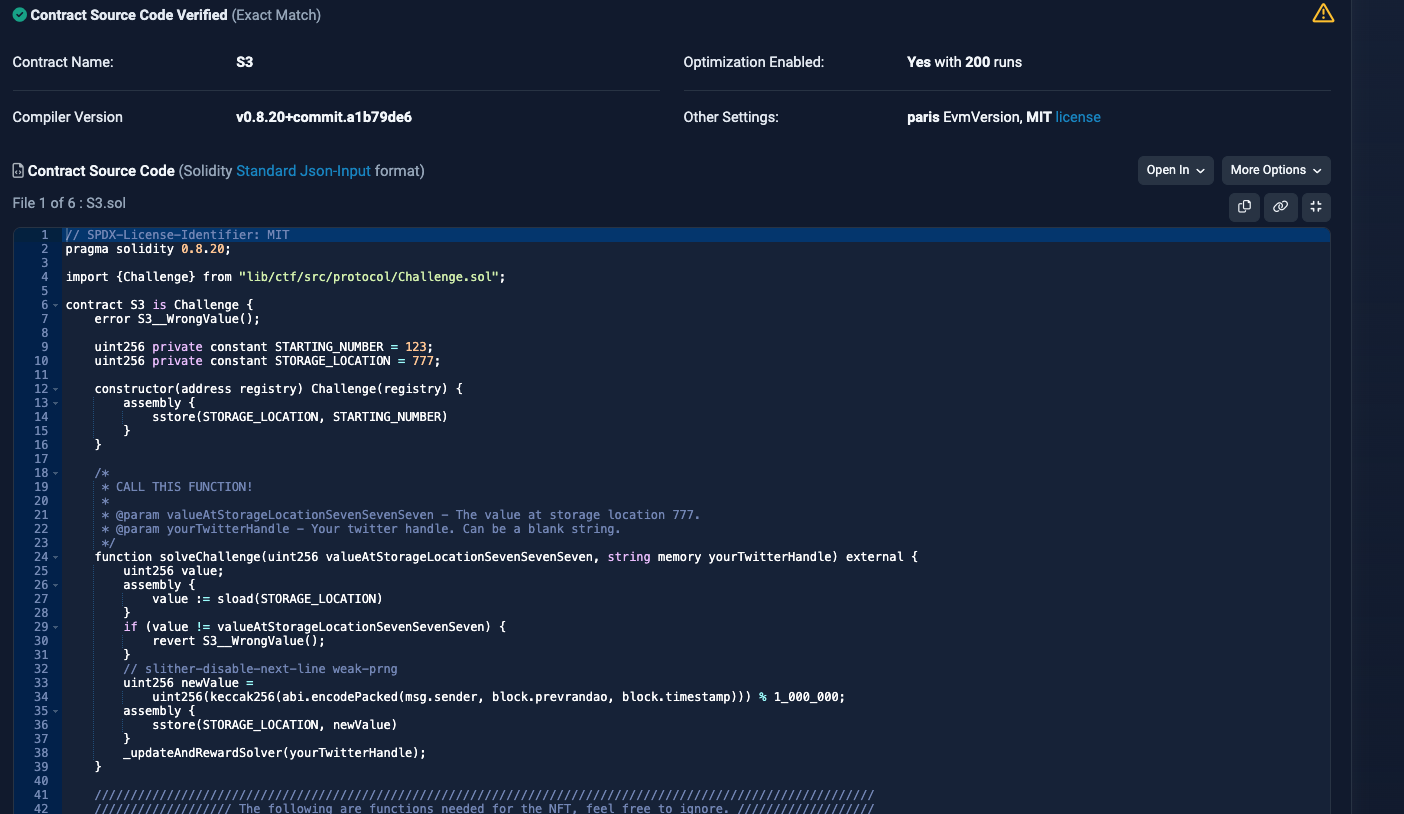 Contract Source Code Verified (Exact Match)
Contract Name: S3 Optimization Enabled: Yes with 200 runs
Compiler Version v0.8.20+commit.a1b79de6 Other Settings: paris EvmVersion, MIT license
Contract Source Code (Solidity Standard Json-Input format) Open In More Options
File 1 of 6 : S3.sol
1 // SPDX-License-Identifier: MIT
2 pragma solidity 0.8.20;
3
4 import {Challenge} from "lib/ctf/src/protocol/Challenge.sol";
5
6 contract S3 is Challenge {
7     error S3__WrongValue();
8
9     uint256 private constant STARTING_NUMBER = 123;
10     uint256 private constant STORAGE_LOCATION = 777;
11
12     constructor(address registry) Challenge(registry) {
13         assembly {
14             sstore(STORAGE_LOCATION, STARTING_NUMBER)
15         }
16     }
17
18     /*
19      * CALL THIS FUNCTION!
20      *
21      * @param valueAtStorageLocationSevenSevenSeven - The value at storage location 777.
22      * @param yourTwitterHandle - Your twitter handle. Can be a blank string.
23      */
24     function solveChallenge(uint256 valueAtStorageLocationSevenSevenSeven, string memory yourTwitterHandle) external {
25         uint256 value;
26         assembly {
27             value := sload(STORAGE_LOCATION)
28         }
29         if (value != valueAtStorageLocationSevenSevenSeven) {
30             revert S3__WrongValue();
31         }
32         // slither-disable-next-line weak-prng
33         uint256 newValue =
34             uint256(keccak256(abi.encodePacked(msg.sender, block.prevrandao, block.timestamp))) % 1_000_000;
35         assembly {
36             sstore(STORAGE_LOCATION, newValue)
37         }
38         _updateAndRewardSolver(yourTwitterHandle);
39     }
40
41     ////////////////////////////////////////////////////////////////////////////////////////////////////////////
42     /////////////////// The following are functions needed for the NFT, feel free to ignore. ///////////////////